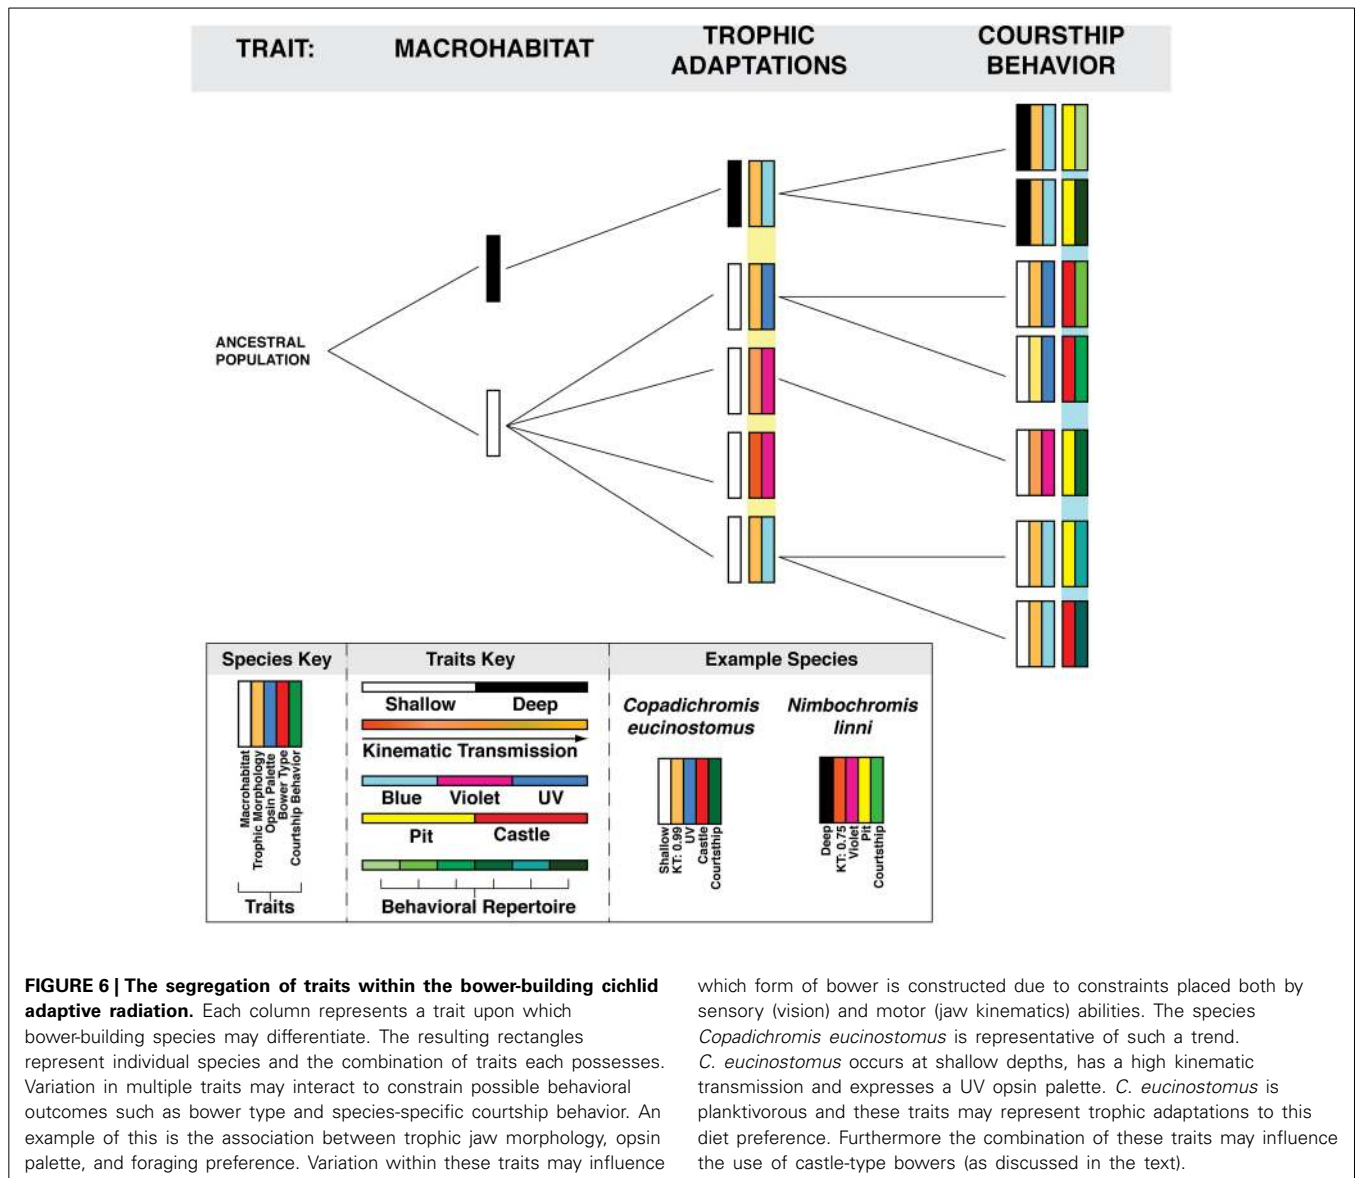 TRAIT:
MACROHABITAT
TROPHIC
ADAPTATIONS
COURSTHIP
BEHAVIOR
ANCESTRAL
POPULATION
Species Key
Macrohabitat
Trophic Morphology
Opsin Palette
Bower Type
Courtship Behavior
Traits
Traits Key
Shallow Deep
Kinematic Transmission
Blue Violet UV
Pit Castle
Behavioral Repertoire
Example Species
Copadichromis
eucinostomus
Shallow
KT: 0.99
UV
Castle
Courtsthip
Nimbochromis
linni
Deep
KT: 0.75
Violet
Pit
Courtsthip
FIGURE 6 | The segregation of traits within the bower-building cichlid
adaptive radiation. Each column represents a trait upon which
bower-building species may differentiate. The resulting rectangles
represent individual species and the combination of traits each possesses.
Variation in multiple traits may interact to constrain possible behavioral
outcomes such as bower type and species-specific courtship behavior. An
example of this is the association between trophic jaw morphology, opsin
palette, and foraging preference. Variation within these traits may influence
which form of bower is constructed due to constraints placed both by
sensory (vision) and motor (jaw kinematics) abilities. The species
Copadichromis eucinostomus is representative of such a trend.
C. eucinostomus occurs at shallow depths, has a high kinematic
transmission and expresses a UV opsin palette. C. eucinostomus is
planktivorous and these traits may represent trophic adaptations to this
diet preference. Furthermore the combination of these traits may influence
the use of castle-type bowers (as discussed in the text).